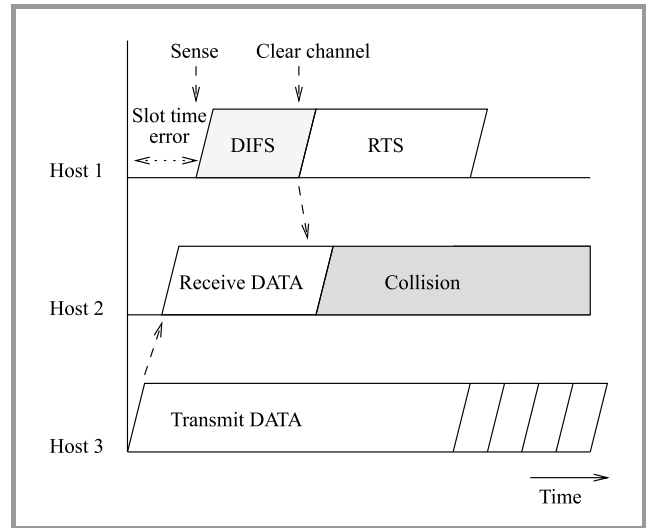 Sense
Clear channel
Slot time
error
DIFS
RTS
Host 1
Receive DATA
Collision
Host 2
Transmit DATA
Host 3
Time